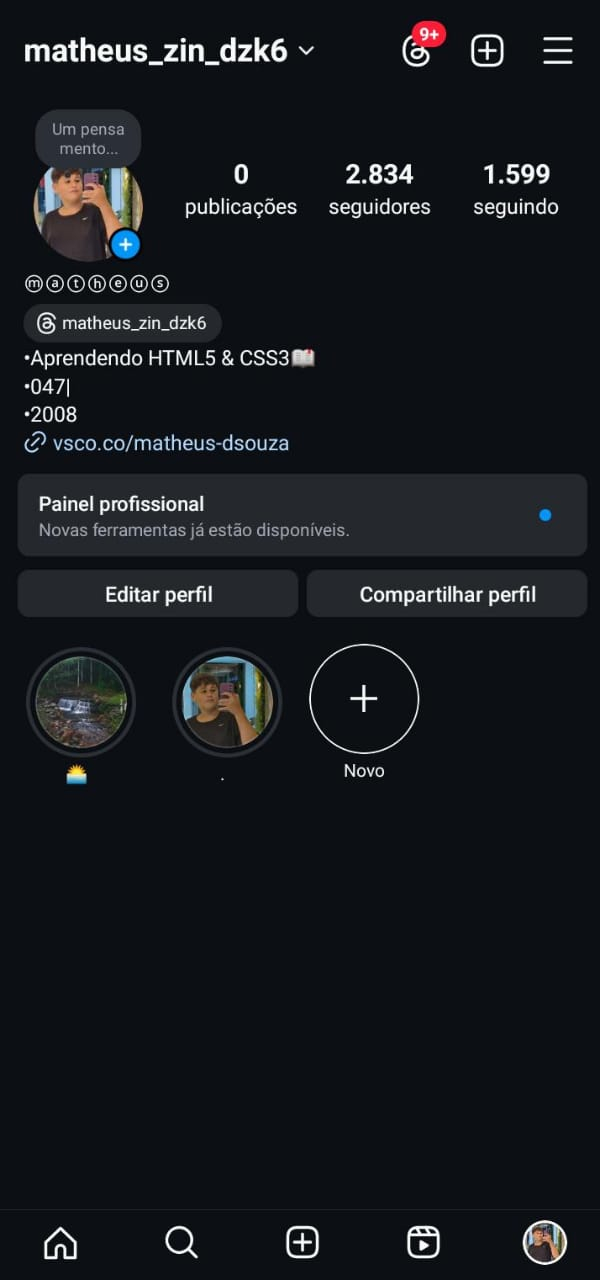 matheus_zin_dzk6
9+
Um pensa
mento...
0
2.834
1.599
publicações
seguidores
seguindo
ⓜⓐⓣⓗⓔⓤⓢ
matheus_zin_dzk6
•Aprendendo HTML5 & CSS3📖
•047|
•2008
vsco.co/matheus-dsouza
Painel profissional
Novas ferramentas já estão disponíveis.
Editar perfil
Compartilhar perfil
🌅
.
Novo